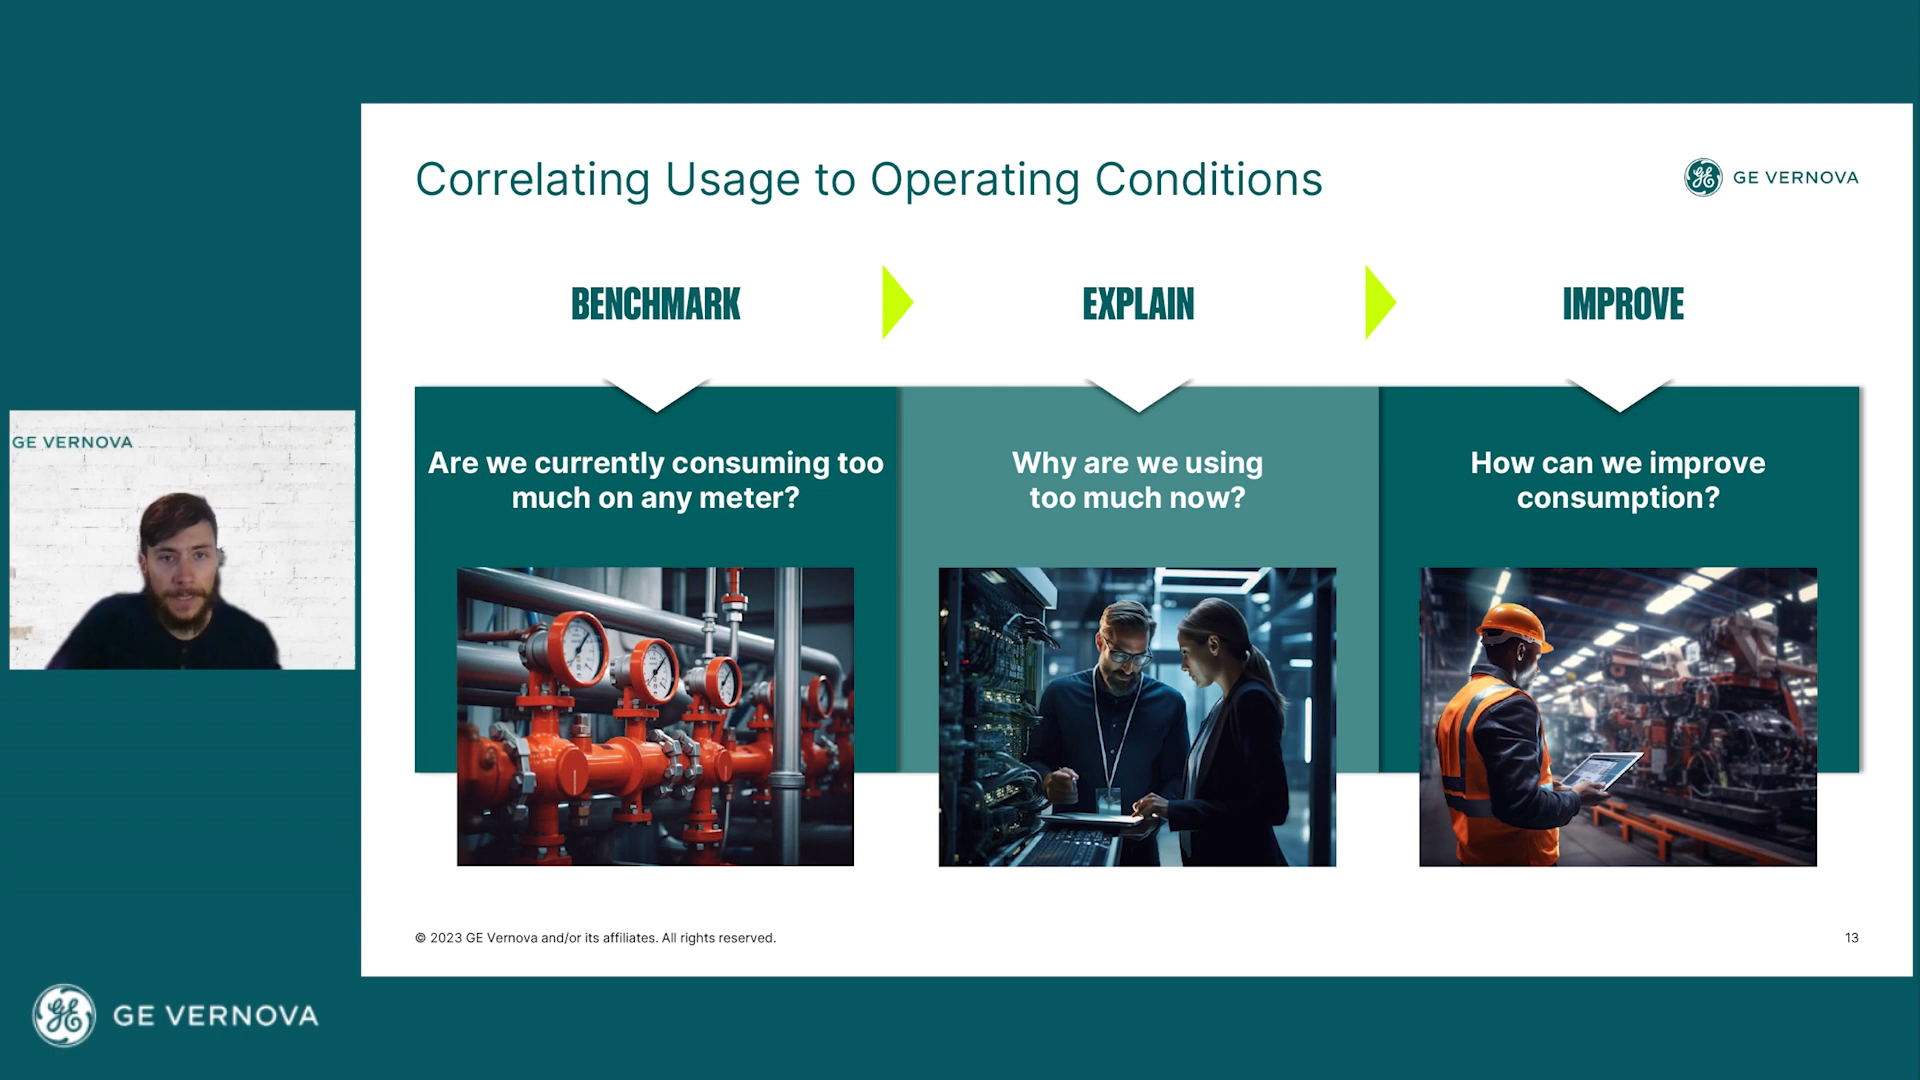 Correlating Usage to Operating Conditions
GE VERNOVA
BENCHMARK
EXPLAIN
IMPROVE
Are we currently consuming too
much on any meter?
Why are we using
too much now?
How can we improve
consumption?
GE VERNOVA
© 2023 GE Vernova and/or its affiliates. All rights reserved.
13
GE VERNOVA